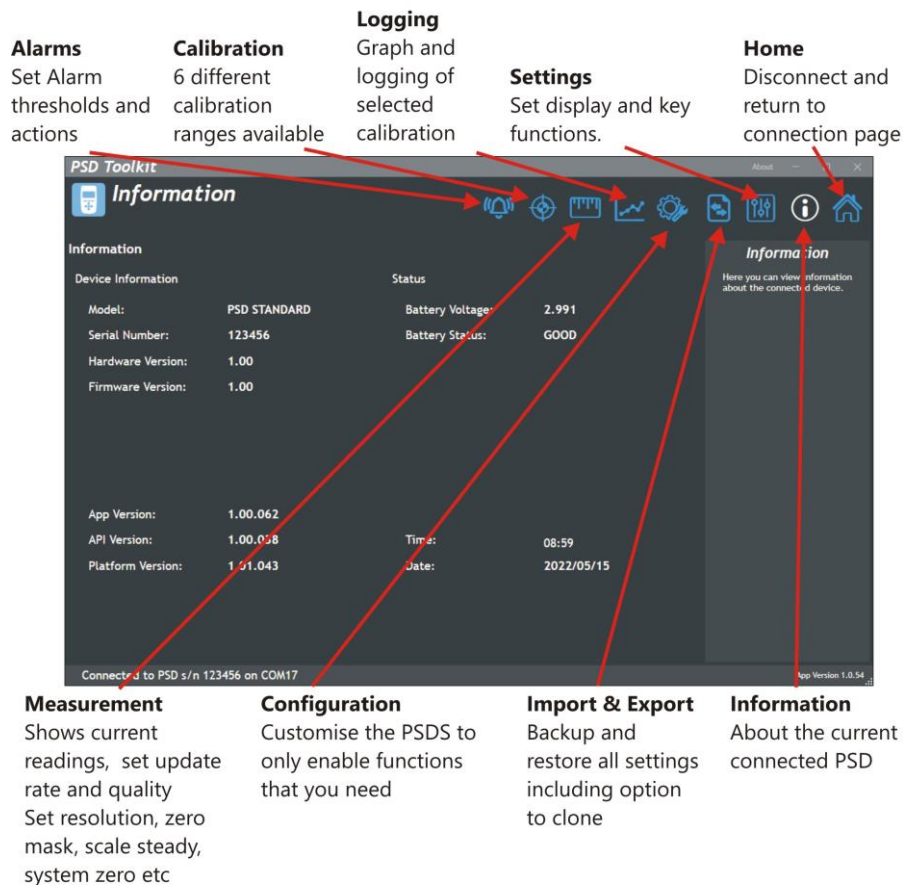 Alarms
Set Alarm
thresholds and
actions
Calibration
6 different
calibration
ranges available
Logging
Graph and
logging of
selected
calibration
Settings
Set display and key
functions.
Home
Disconnect and
return to
connection page
PSD Toolkit
About
Information
Information
Device Information
Model: PSD STANDARD
Serial Number: 123456
Hardware Version: 1.00
Firmware Version: 1.00
Status
Battery Voltage: 2.991
Battery Status: GOOD
Information
Here you can view information
about the connected device.
App Version: 1.00.062
API Version: 1.00.038
Platform Version: 1.01.043
Time: 08:59
Date: 2022/05/15
Connected to PSD s/n 123456 on COM17
App Version 1.0.54
Measurement
Shows current
readings, set update
rate and quality
Set resolution, zero
mask, scale steady,
system zero etc
Configuration
Customise the PSDS to
only enable functions
that you need
Import & Export
Backup and
restore all settings
including option
to clone
Information
About the current
connected PSD